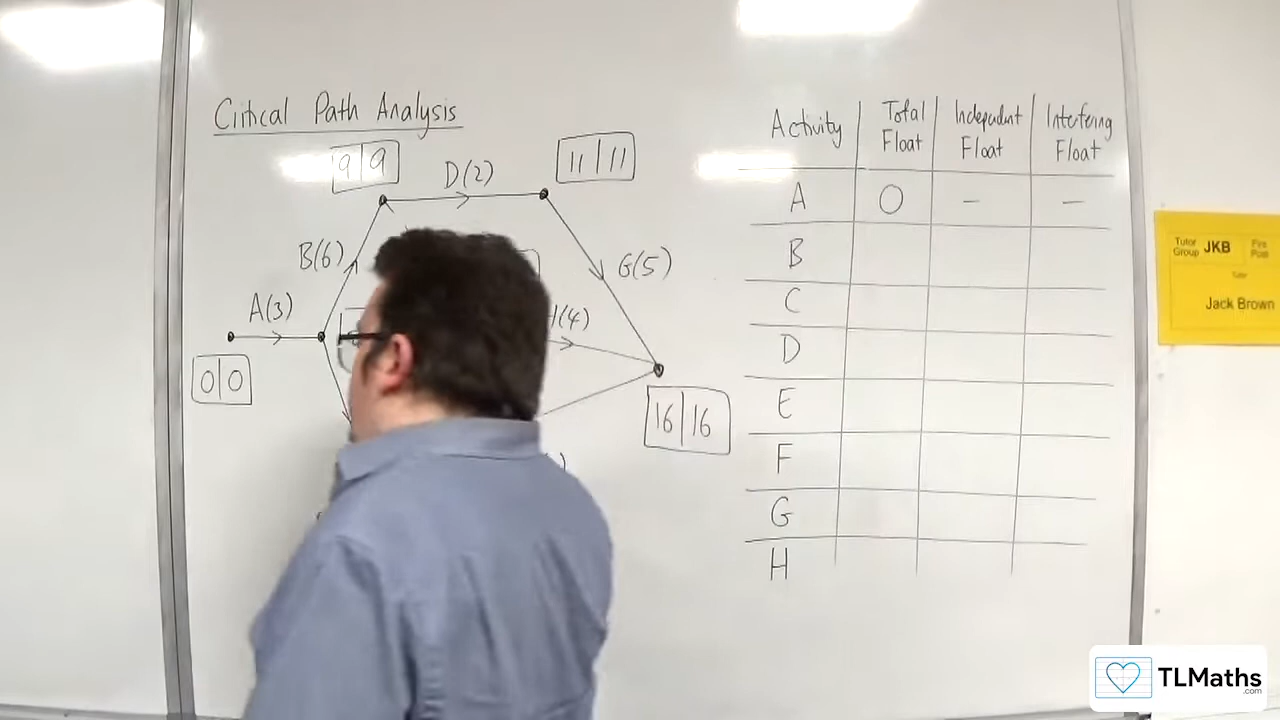 Critical Path Analysis
9 | 9
D(2)
11 | 11
B(6)
G(5)
A(3)
(4)
0 | 0
16 | 16
Activity Total Float Independent Float Interfering Float
A 0 - -
B
C
D
E
F
G
H
Tutor Group JKB
Tutor
Jack Brown
TLMaths
.com